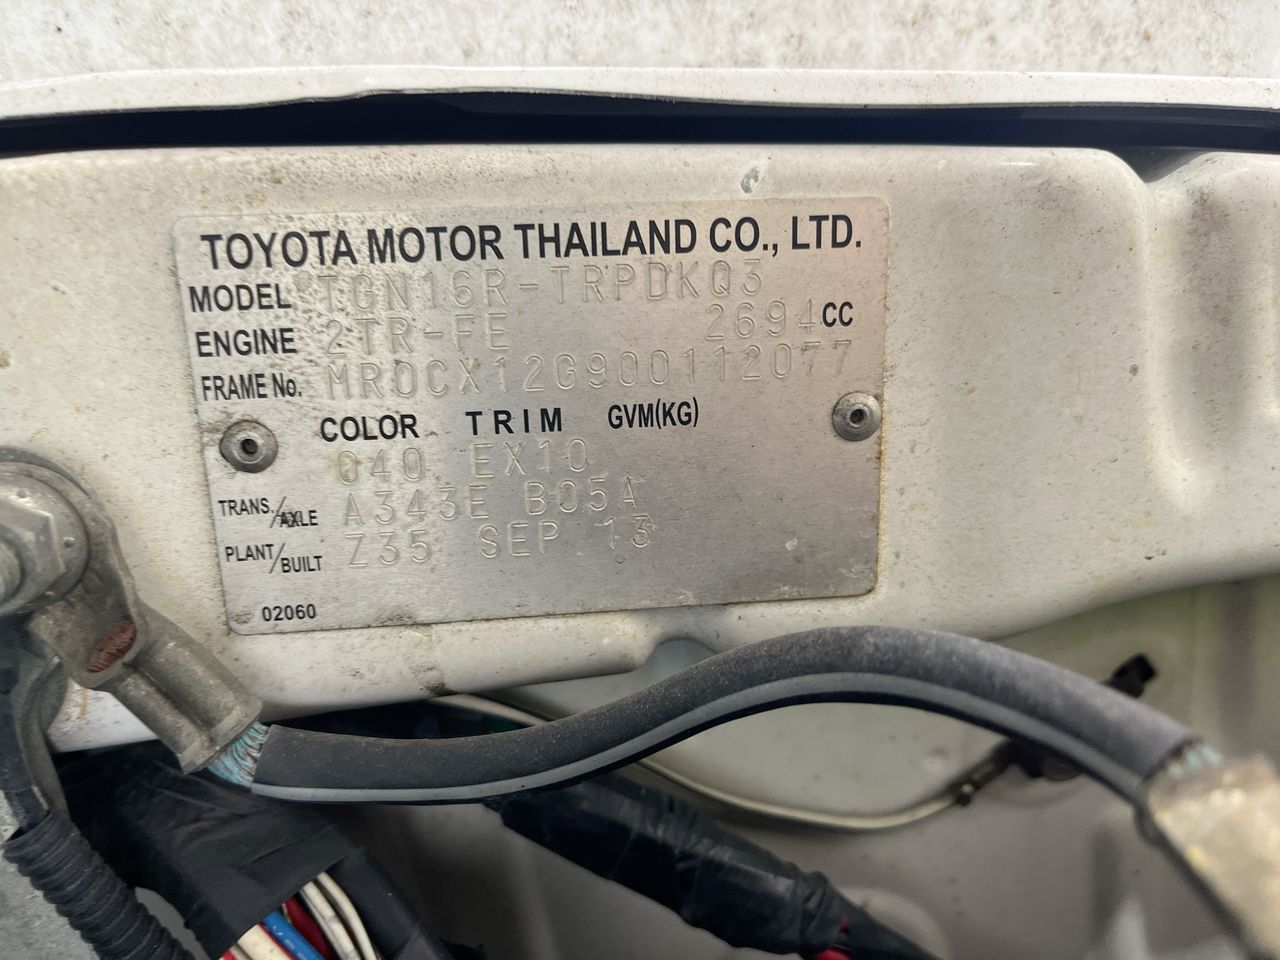 TOYOTA MOTOR THAILAND CO., LTD.
MODEL TGN16R-TRPDKQ3
ENGINE 2TR-FE 2694 CC
FRAME No. MR0CX12G900112077
COLOR TRIM GVM(KG)
040 EX10
TRANS./AXLE A343E B05A
PLANT/BUILT Z35 SEP 13
02060